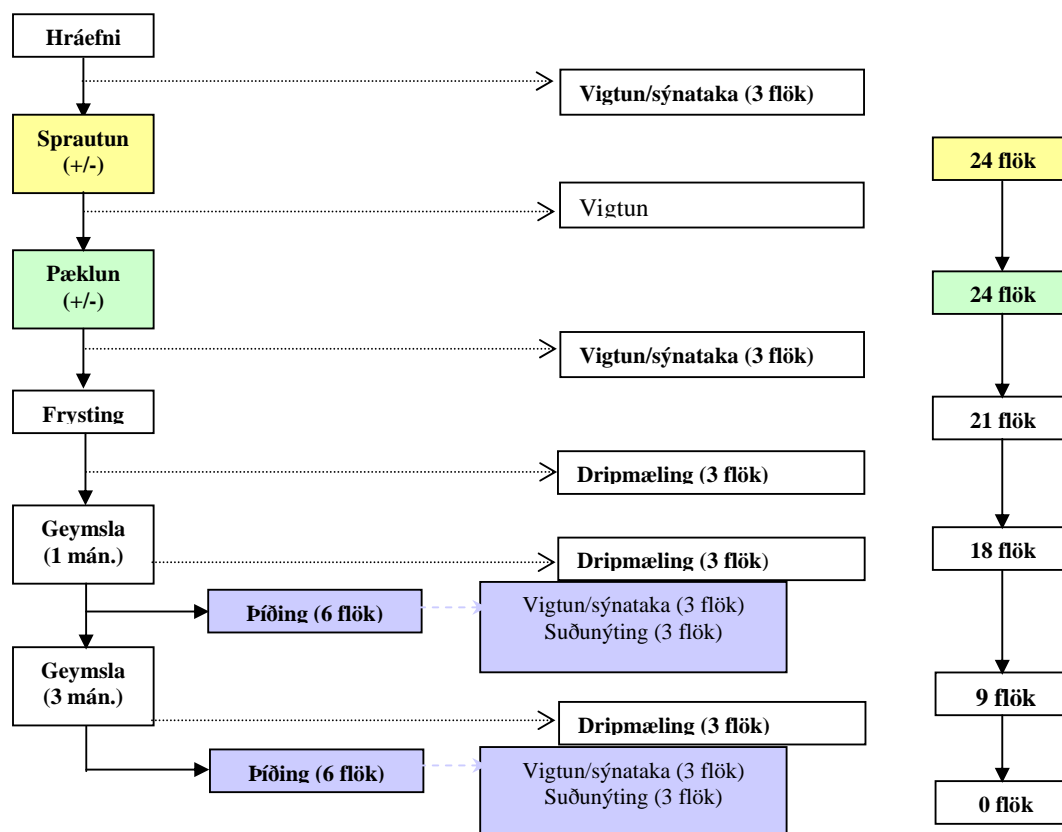 Hráefni
Vigtun/sýnataka (3 flök)
Sprautun
(+/-)
24 flök
Vigtun
Pæklun
(+/-)
24 flök
Vigtun/sýnataka (3 flök)
Frysting
21 flök
Dripmæling (3 flök)
Geymsla
(1 mán.)
18 flök
Dripmæling (3 flök)
Þíðing (6 flök)
Vigtun/sýnataka (3 flök)
Suðunýting (3 flök)
Geymsla
(3 mán.)
9 flök
Dripmæling (3 flök)
Þíðing (6 flök)
Vigtun/sýnataka (3 flök)
Suðunýting (3 flök)
0 flök